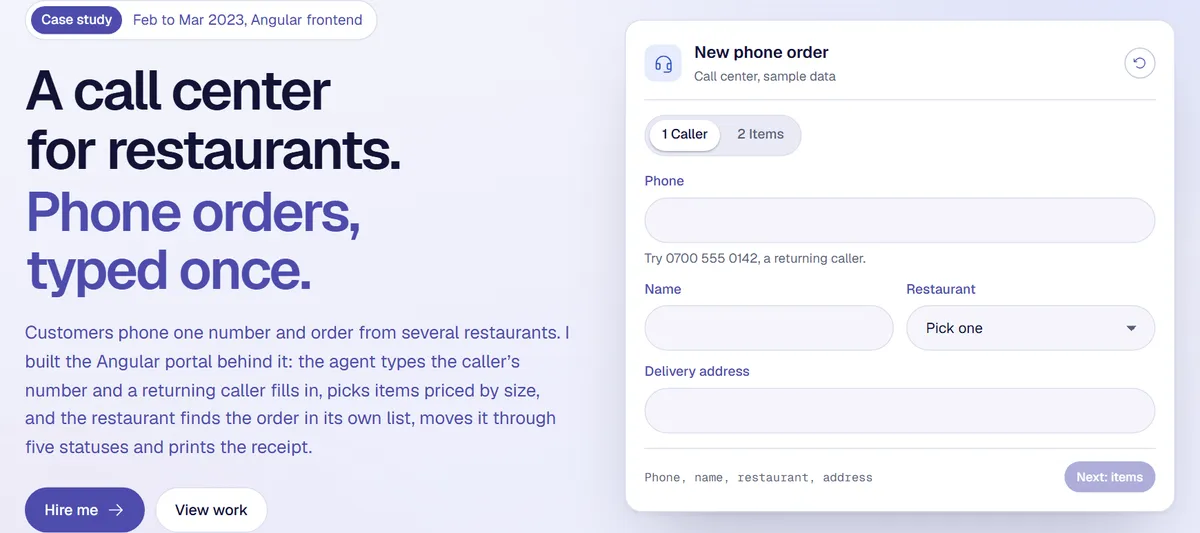 Case study
Feb to Mar 2023, Angular frontend
A call center
for restaurants.
Phone orders,
typed once.
Customers phone one number and order from several restaurants. I
built the Angular portal behind it: the agent types the caller’s
number and a returning caller fills in, picks items priced by size,
and the restaurant finds the order in its own list, moves it through
five statuses and prints the receipt.
Hire me
View work
New phone order
Call center, sample data
1 Caller
2 Items
Phone
Try 0700 555 0142, a returning caller.
Name
Restaurant
Pick one
Delivery address
Phone, name, restaurant, address
Next: items